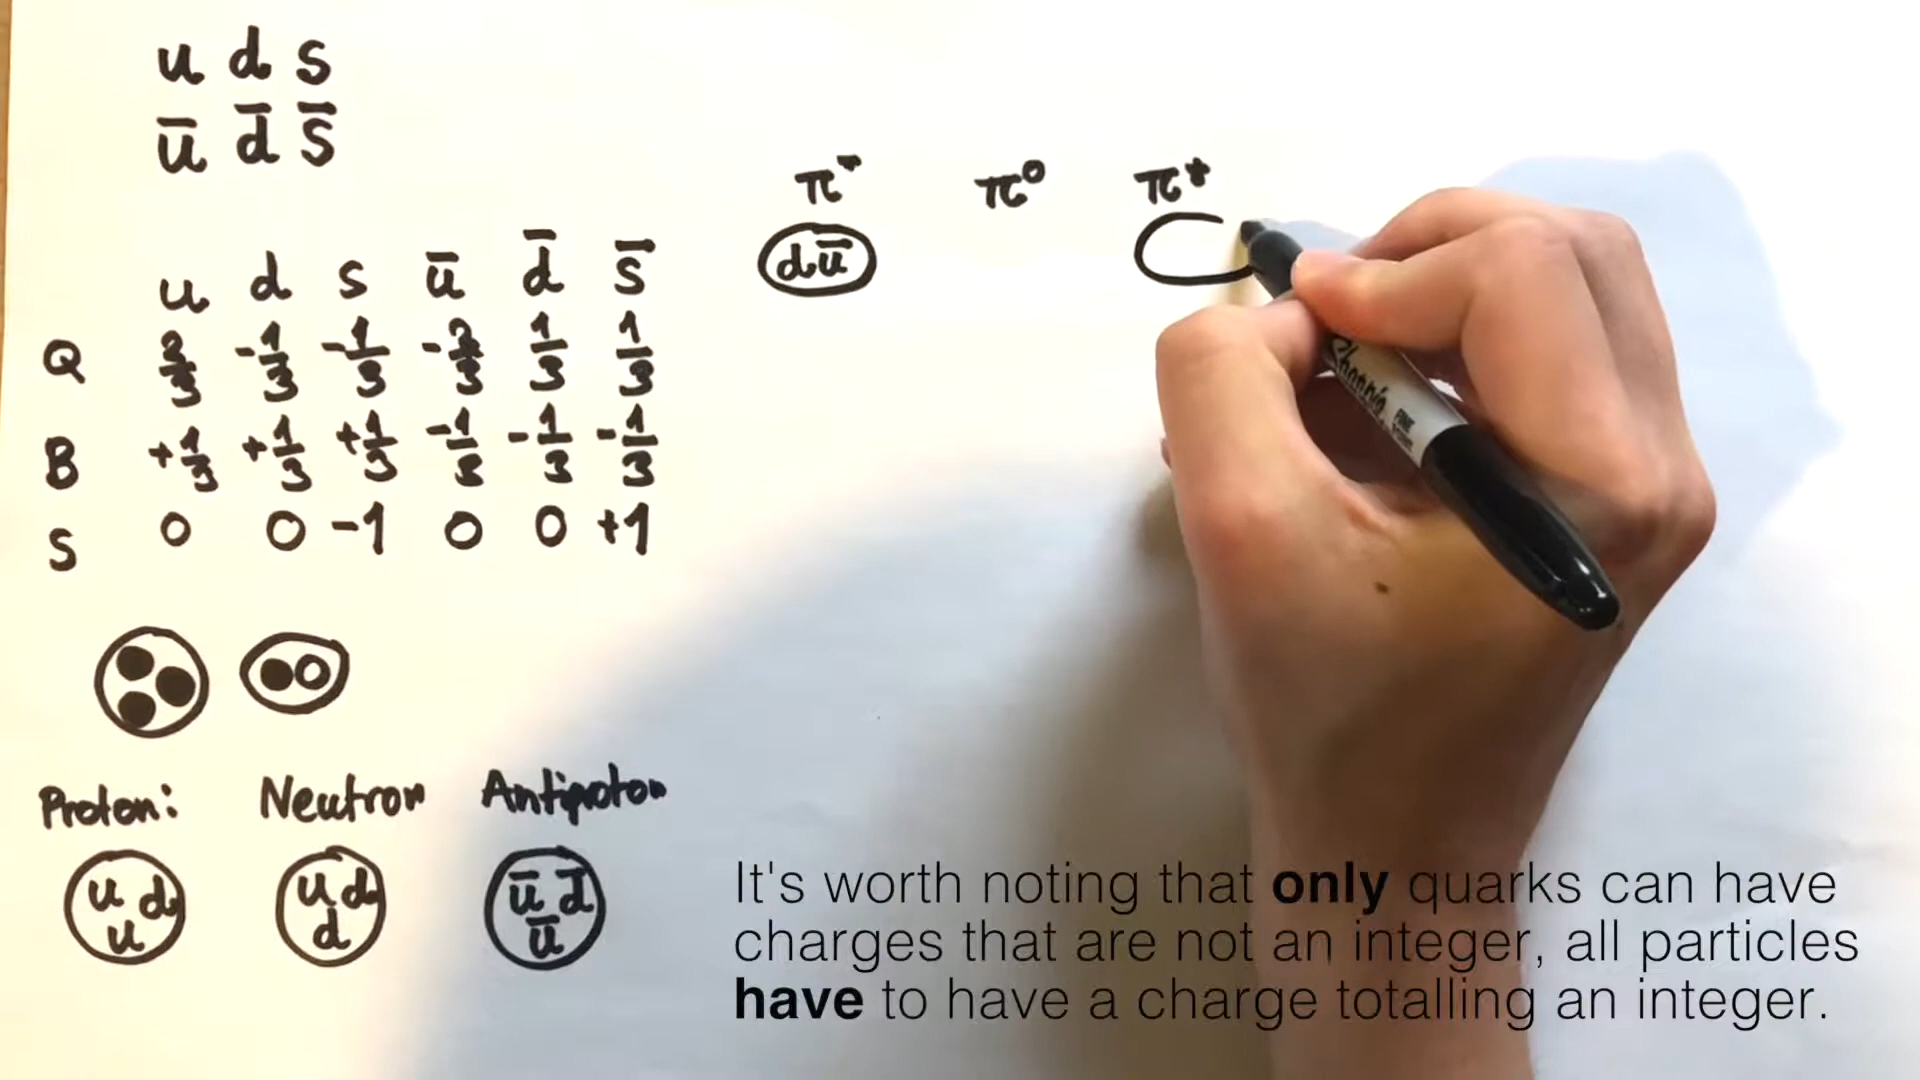 u d s
ū d̄ s̄
u d s ū d̄ s̄
Q 2/3 -1/3 -1/3 -2/3 1/3 1/3
B +1/3 +1/3 +1/3 -1/3 -1/3 -1/3
S 0 0 -1 0 0 +1
Proton: Neutron Antiproton
u d u d ū d̄
u d ū
π⁻ π⁰ π⁺
dū
Sharpie
FINE
It's worth noting that only quarks can have
charges that are not an integer, all particles
have to have a charge totalling an integer.